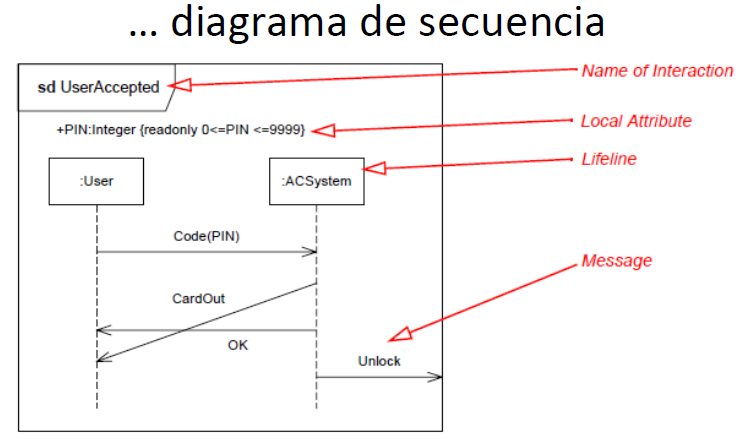 ... diagrama de secuencia
sd UserAccepted
Name of Interaction
+PIN:Integer {readonly 0<=PIN <=9999}
Local Attribute
Lifeline
:User
:ACSystem
Code(PIN)
Message
CardOut
OK
Unlock